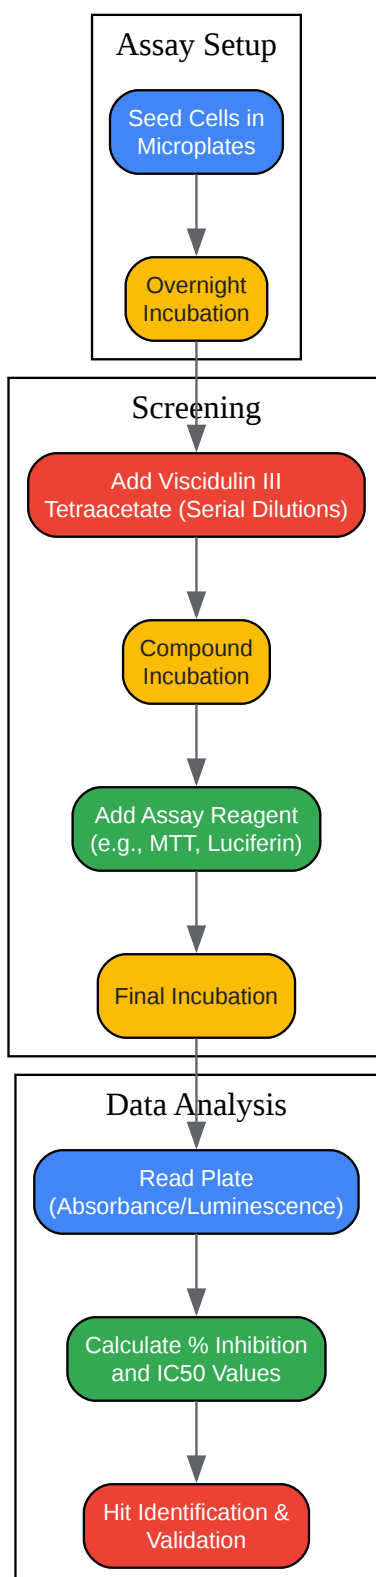 Assay Setup
Seed Cells in
Microplates
Overnight
Incubation
Screening
Add Viscidulin III
Tetraacetate (Serial Dilutions)
Compound
Incubation
Add Assay Reagent
(e.g., MTT, Luciferin)
Final Incubation
Data Analysis
Read Plate
(Absorbance/Luminescence)
Calculate % Inhibition
and IC50 Values
Hit Identification &
Validation